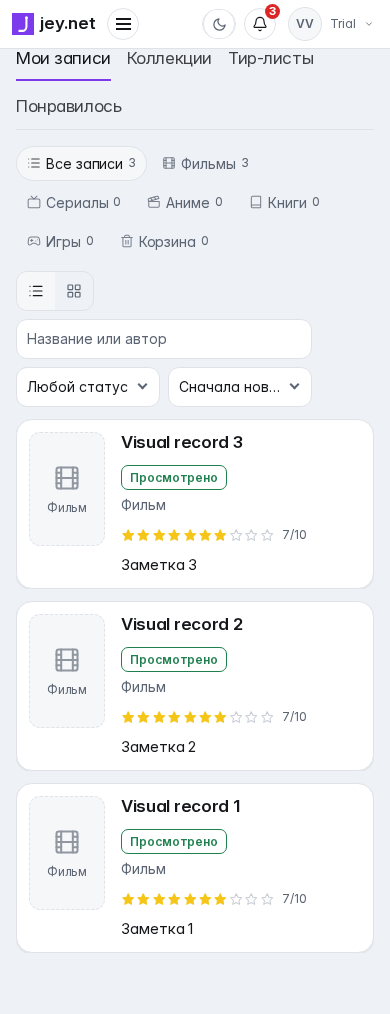 jey.net
3
VV
Trial
Мои записи Коллекции Тир-листы
Понравилось
Все записи 3 Фильмы 3
Сериалы 0 Аниме 0 Книги 0
Игры 0 Корзина 0
Название или автор
Любой статус Сначала нов...
Фильм
Visual record 3
Просмотрено
Фильм
7/10
Заметка 3
Фильм
Visual record 2
Просмотрено
Фильм
7/10
Заметка 2
Фильм
Visual record 1
Просмотрено
Фильм
7/10
Заметка 1